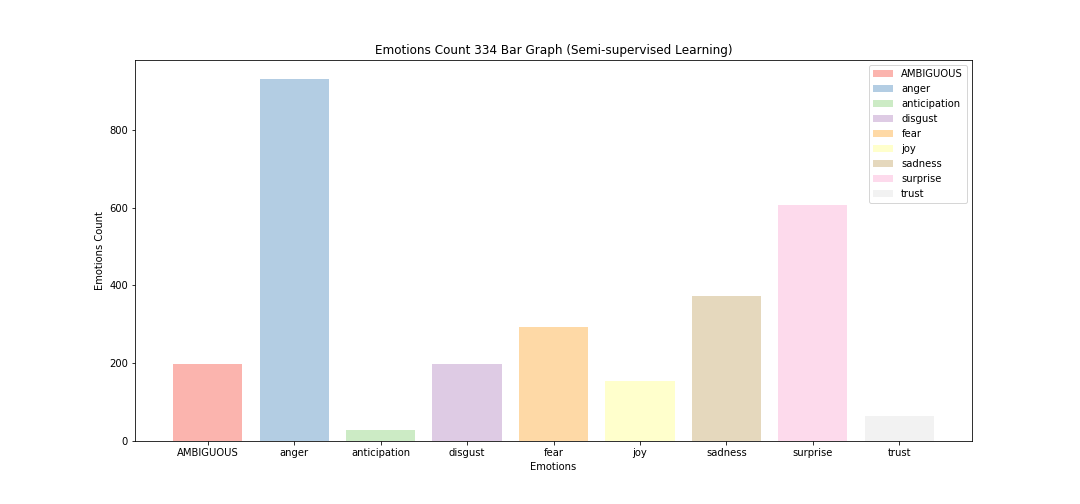 Emotions Count 334 Bar Graph (Semi-supervised Learning)
AMBIGUOUS
anger
anticipation
disgust
fear
joy
sadness
surprise
trust
800
600
400
200
0
Emotions Count
AMBIGUOUS anger anticipation disgust fear joy sadness surprise trust
Emotions